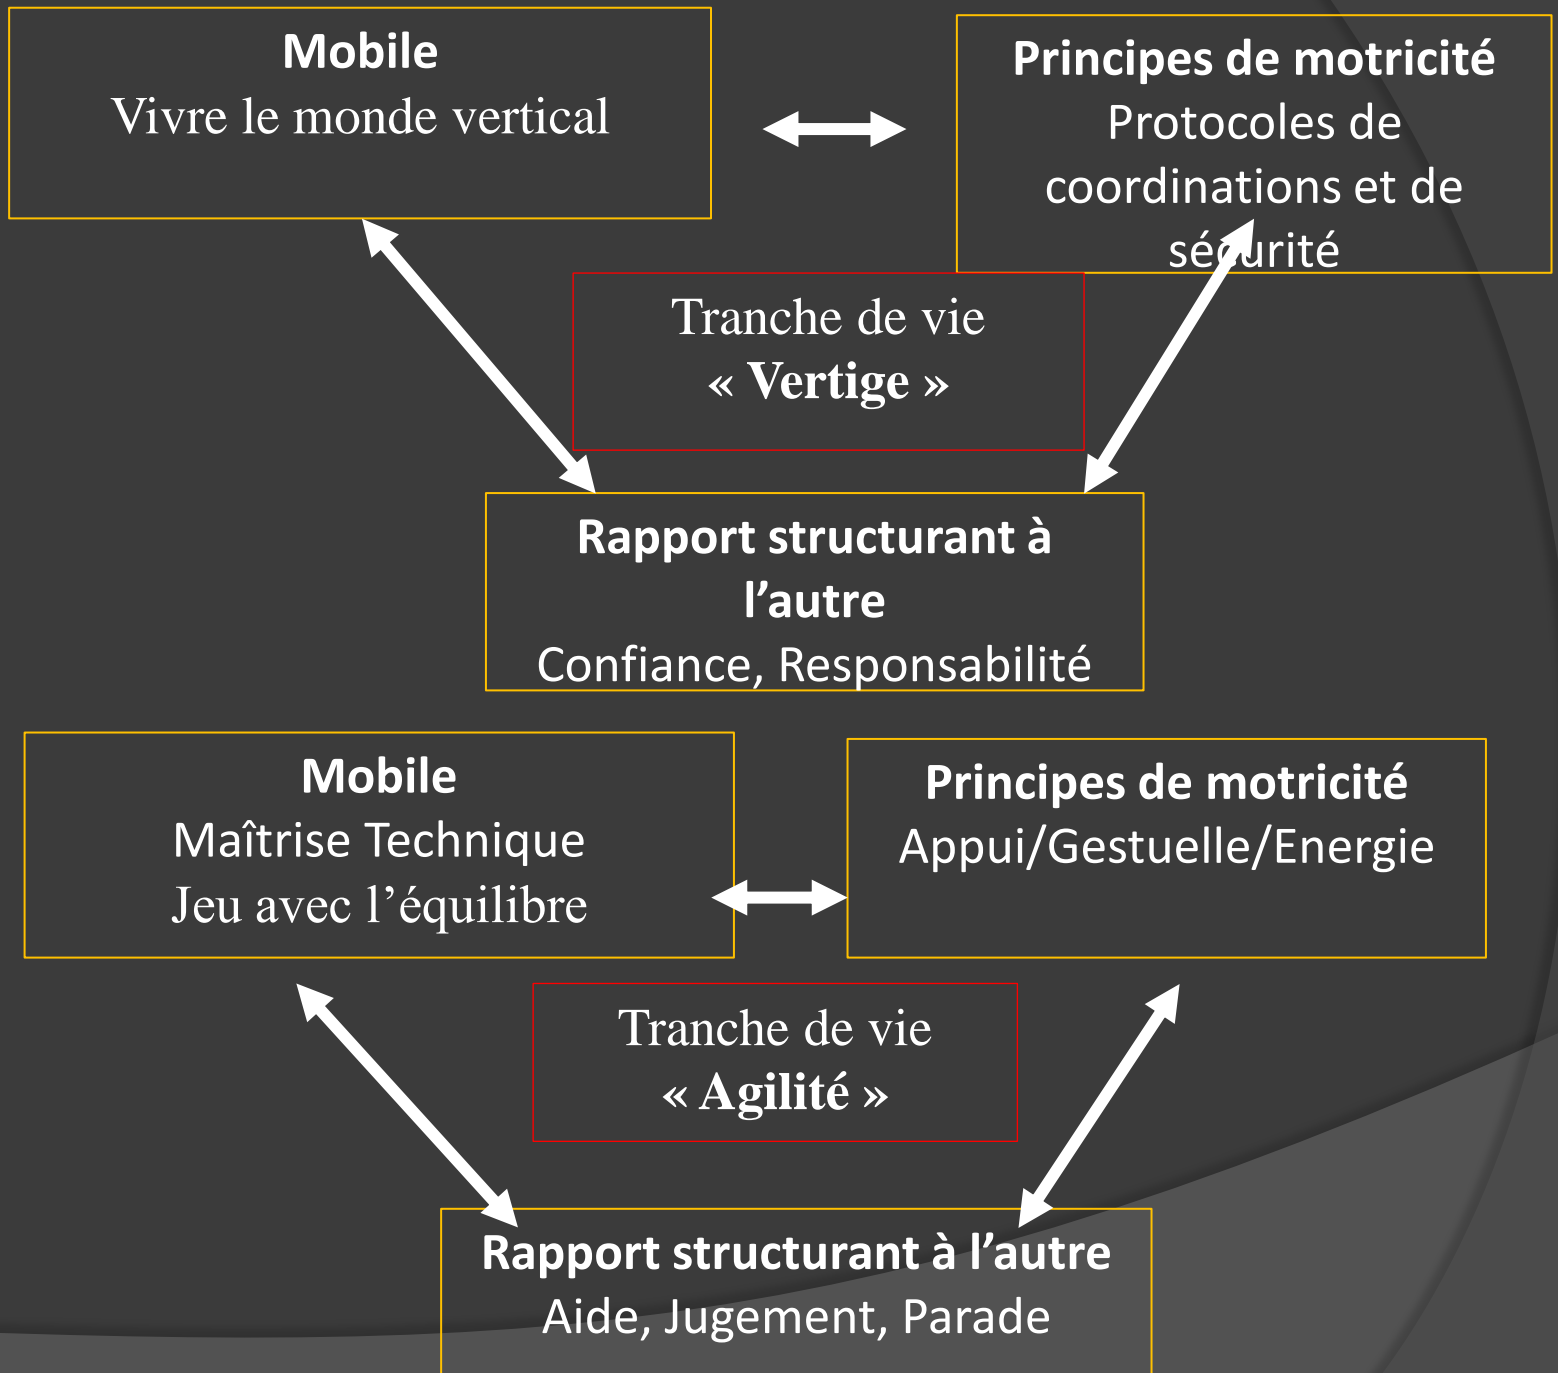 Mobile
Vivre le monde vertical
Principes de motricité
Protocoles de
coordinations et de
sécurité
Tranche de vie
« Vertige »
Rapport structurant à
l’autre
Confiance, Responsabilité
Mobile
Maîtrise Technique
Jeu avec l’équilibre
Principes de motricité
Appui/Gestuelle/Energie
Tranche de vie
« Agilité »
Rapport structurant à l’autre
Aide, Jugement, Parade